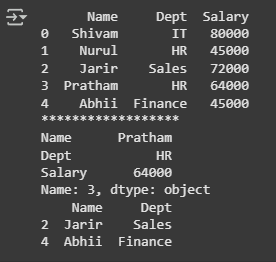 Name Dept Salary
0 Shivam IT 80000
1 Nurul HR 45000
2 Jarir Sales 72000
3 Pratham HR 64000
4 Abhii Finance 45000
******************
Name Pratham
Dept HR
Salary 64000
Name: 3, dtype: object
Name Dept
2 Jarir Sales
4 Abhii Finance